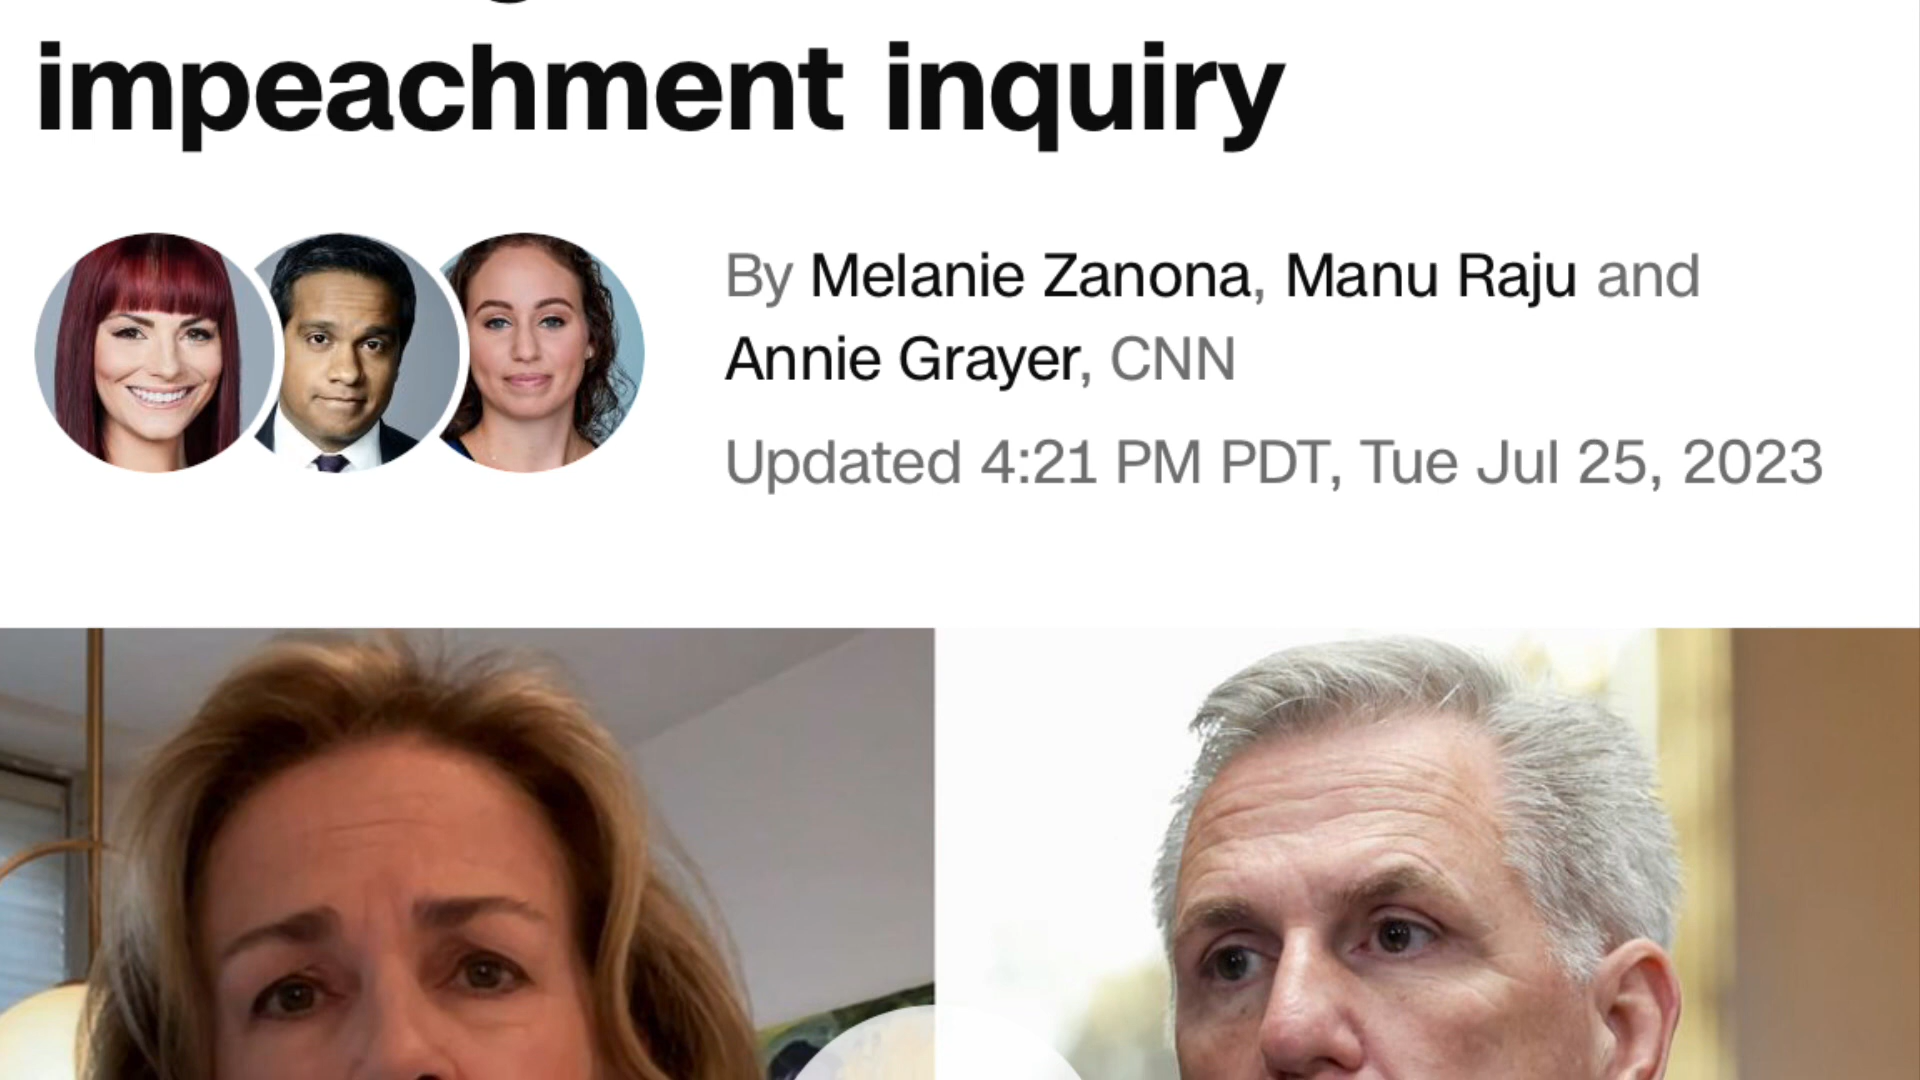 impeachment inquiry
By Melanie Zanona, Manu Raju and
Annie Grayer, CNN
Updated 4:21 PM PDT, Tue Jul 25, 2023